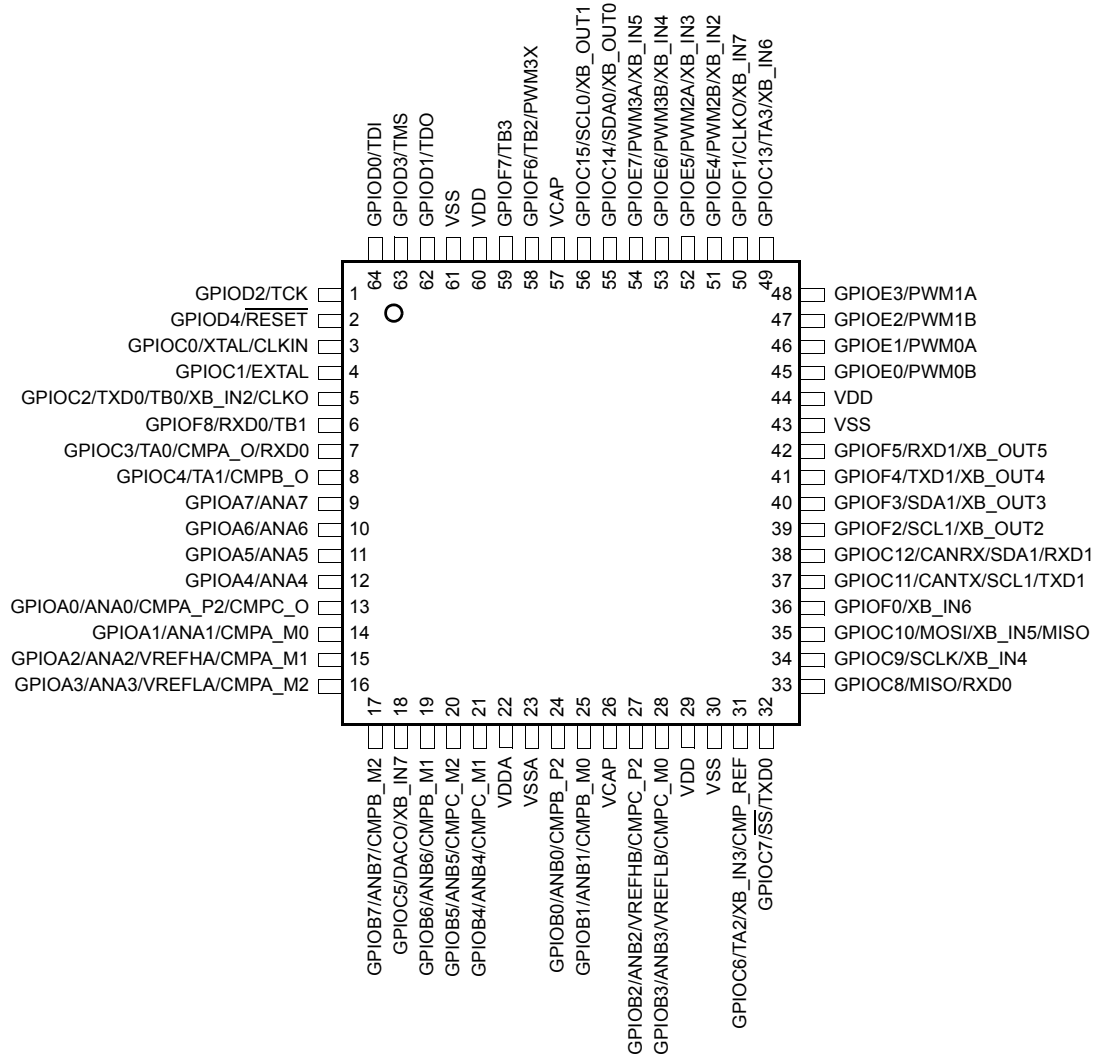 GPIOD0/TDI
GPIOD3/TMS
GPIOD1/TDO
VSS
VDD
GPIOF7/TB3
GPIOF6/TB2/PWM3X
VCAP
GPIOC15/SCL0/XB_OUT1
GPIOC14/SDA0/XB_OUT0
GPIOE7/PWM3A/XB_IN5
GPIOE6/PWM3B/XB_IN4
GPIOE5/PWM2A/XB_IN3
GPIOE4/PWM2B/XB_IN2
GPIOF1/CLKO/XB_IN7
GPIOC13/TA3/XB_IN6
64
63
62
61
60
59
58
57
56
55
54
53
52
51
50
49
GPIOD2/TCK 1
GPIOD4/RESET 2
GPIOC0/XTAL/CLKIN 3
GPIOC1/EXTAL 4
GPIOC2/TXD0/TB0/XB_IN2/CLKO 5
GPIOF8/RXD0/TB1 6
GPIOC3/TA0/CMPA_O/RXD0 7
GPIOC4/TA1/CMPB_O 8
GPIOA7/ANA7 9
GPIOA6/ANA6 10
GPIOA5/ANA5 11
GPIOA4/ANA4 12
GPIOA0/ANA0/CMPA_P2/CMPC_O 13
GPIOA1/ANA1/CMPA_M0 14
GPIOA2/ANA2/VREFHA/CMPA_M1 15
GPIOA3/ANA3/VREFLA/CMPA_M2 16
48 GPIOE3/PWM1A
47 GPIOE2/PWM1B
46 GPIOE1/PWM0A
45 GPIOE0/PWM0B
44 VDD
43 VSS
42 GPIOF5/RXD1/XB_OUT5
41 GPIOF4/TXD1/XB_OUT4
40 GPIOF3/SDA1/XB_OUT3
39 GPIOF2/SCL1/XB_OUT2
38 GPIOC12/CANRX/SDA1/RXD1
37 GPIOC11/CANTX/SCL1/TXD1
36 GPIOF0/XB_IN6
35 GPIOC10/MOSI/XB_IN5/MISO
34 GPIOC9/SCLK/XB_IN4
33 GPIOC8/MISO/RXD0
17
18
19
20
21
22
23
24
25
26
27
28
29
30
31
32
GPIOB7/ANB7/CMPB_M2
GPIOC5/DACO/XB_IN7
GPIOB6/ANB6/CMPB_M1
GPIOB5/ANB5/CMPC_M2
GPIOB4/ANB4/CMPC_M1
VDDA
VSSA
GPIOB0/ANB0/CMPB_P2
GPIOB1/ANB1/CMPB_M0
VCAP
GPIOB2/ANB2/VREFHB/CMPC_P2
GPIOB3/ANB3/VREFLB/CMPC_M0
VDD
VSS
GPIOC6/TA2/XB_IN3/CMP_REF
GPIOC7/SS/TXD0